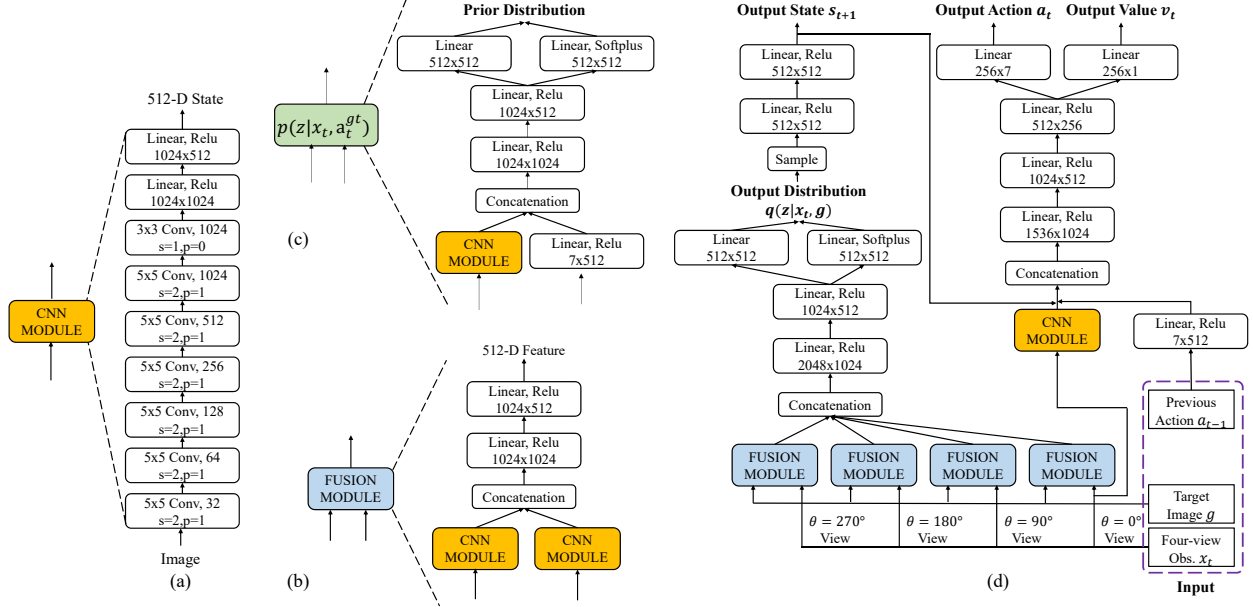 512-D State
Linear, Relu
1024x512
Linear, Relu
1024x1024
3x3 Conv, 1024
s=1,p=0
5x5 Conv, 1024
s=2,p=1
5x5 Conv, 512
s=2,p=1
5x5 Conv, 256
s=2,p=1
5x5 Conv, 128
s=2,p=1
5x5 Conv, 64
s=2,p=1
5x5 Conv, 32
s=2,p=1
Image
CNN
MODULE
(a)
512-D Feature
Linear, Relu
1024x512
Linear, Relu
1024x1024
Concatenation
CNN
MODULE
CNN
MODULE
FUSION
MODULE
(b)
Prior Distribution
Linear
512x512
Linear, Softplus
512x512
Linear, Relu
1024x512
Linear, Relu
1024x1024
Concatenation
CNN
MODULE
Linear, Relu
7x512
p(z|x_t, a_t^{gt})
(c)
Output State s_{t+1}
Linear, Relu
512x512
Linear, Relu
512x512
Sample
Output Distribution
q(z|x_t, g)
Linear
512x512
Linear, Softplus
512x512
Linear, Relu
1024x512
Linear, Relu
2048x1024
Concatenation
FUSION
MODULE
FUSION
MODULE
FUSION
MODULE
FUSION
MODULE
θ = 270°
View
θ = 180°
View
θ = 90°
View
θ = 0°
View
Output Action a_t
Output Value v_t
Linear
256x7
Linear
256x1
Linear, Relu
512x256
Linear, Relu
1024x512
Linear, Relu
1536x1024
Concatenation
CNN
MODULE
Linear, Relu
7x512
Previous
Action a_{t−1}
Target
Image g
Four-view
Obs. x_t
Input
(d)